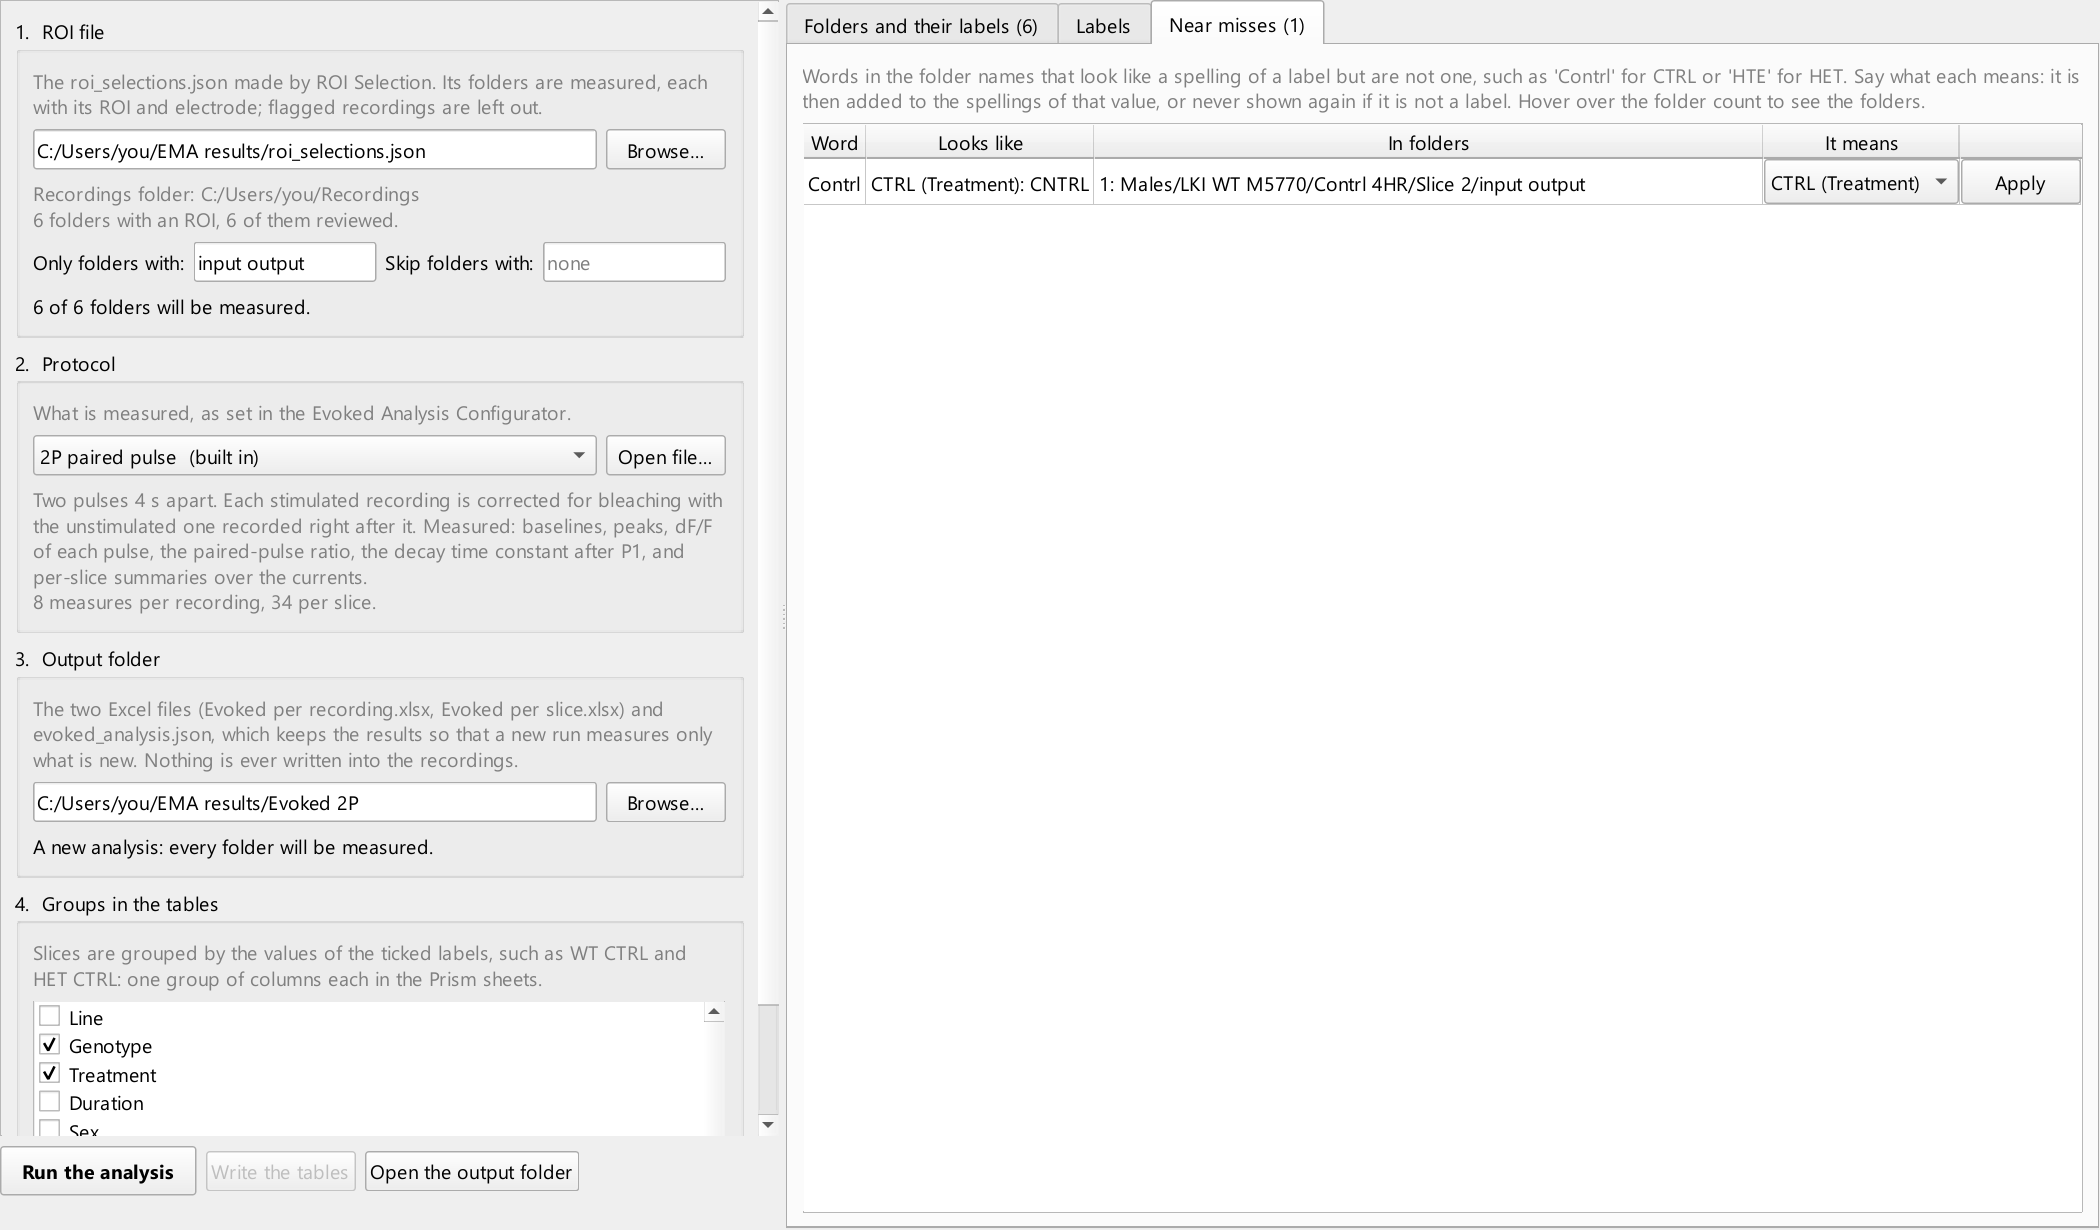 1. ROI file
The roi_selections.json made by ROI Selection. Its folders are measured, each
with its ROI and electrode; flagged recordings are left out.
C:/Users/you/EMA results/roi_selections.json
Browse...
Recordings folder: C:/Users/you/Recordings
6 folders with an ROI, 6 of them reviewed.
Only folders with: input output Skip folders with: none
6 of 6 folders will be measured.
2. Protocol
What is measured, as set in the Evoked Analysis Configurator.
2P paired pulse (built in)
Open file...
Two pulses 4 s apart. Each stimulated recording is corrected for bleaching with
the unstimulated one recorded right after it. Measured: baselines, peaks, dF/F
of each pulse, the paired-pulse ratio, the decay time constant after P1, and
per-slice summaries over the currents.
8 measures per recording, 34 per slice.
3. Output folder
The two Excel files (Evoked per recording.xlsx, Evoked per slice.xlsx) and
evoked_analysis.json, which keeps the results so that a new run measures only
what is new. Nothing is ever written into the recordings.
C:/Users/you/EMA results/Evoked 2P
Browse...
A new analysis: every folder will be measured.
4. Groups in the tables
Slices are grouped by the values of the ticked labels, such as WT CTRL and
HET CTRL: one group of columns each in the Prism sheets.
Line
Genotype
Treatment
Duration
Sex
Run the analysis
Write the tables
Open the output folder
Folders and their labels (6)
Labels
Near misses (1)
Words in the folder names that look like a spelling of a label but are not one, such as 'Contrl' for CTRL or 'HTE' for HET. Say what each means: it is
then added to the spellings of that value, or never shown again if it is not a label. Hover over the folder count to see the folders.
Word Looks like In folders It means
Contrl CTRL (Treatment): CNTRL 1: Males/LKI WT M5770/Contrl 4HR/Slice 2/input output CTRL (Treatment) Apply